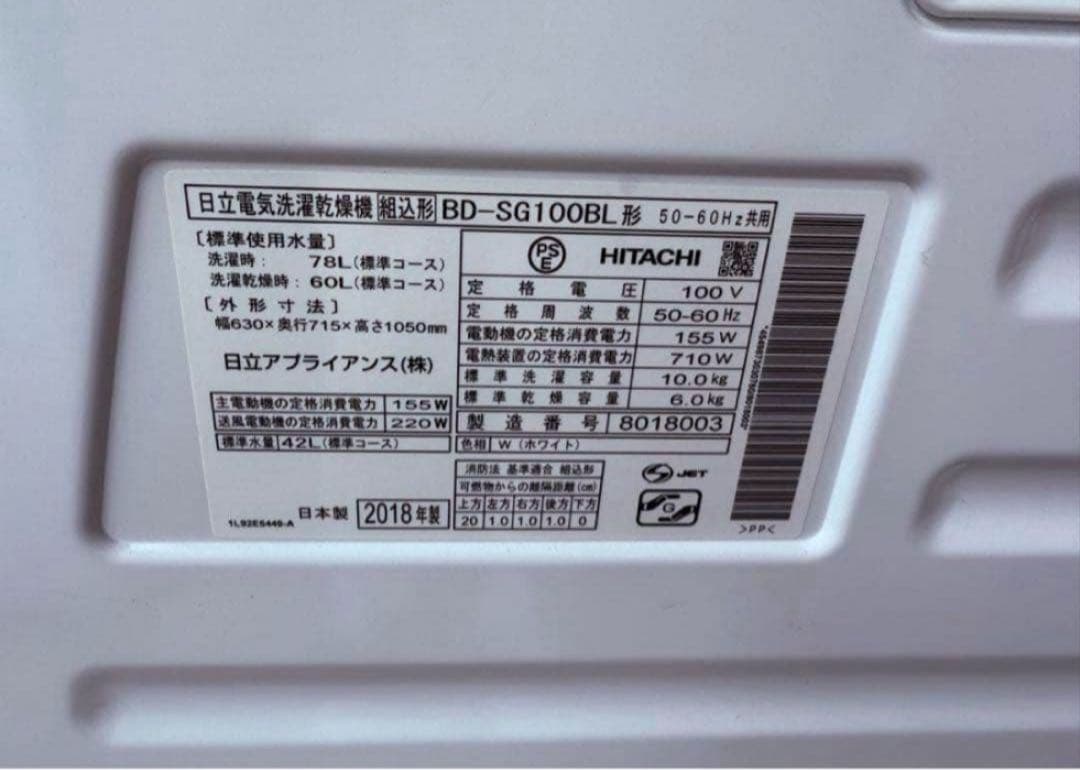 日立電気洗濯乾燥機 組込形 BD-SG100BL形 50-60Hz共用
〔標準使用水量〕
洗濯時: 78L(標準コース)
洗濯乾燥時: 60L(標準コース)
〔外形寸法〕
幅630×奥行715×高さ1050mm
日立アプライアンス(株)
主電動機の定格消費電力 155W
送風電動機の定格消費電力 220W
標準水量 42L(標準コース)
日本製 2018年製
1L92E6449-A
PS E HITACHI
定格電圧 100V
定格周波数 50-60Hz
電動機の定格消費電力 155W
電熱装置の定格消費電力 710W
標準洗濯容量 10.0kg
標準乾燥容量 6.0kg
製造番号 8018003
色相 W(ホワイト)
消防法 基準適合 組込形
可燃物からの離隔距離(cm)
上方 左方 右方 後方 下方
20 1.0 1.0 1.0 0
S JET
G
>PP<